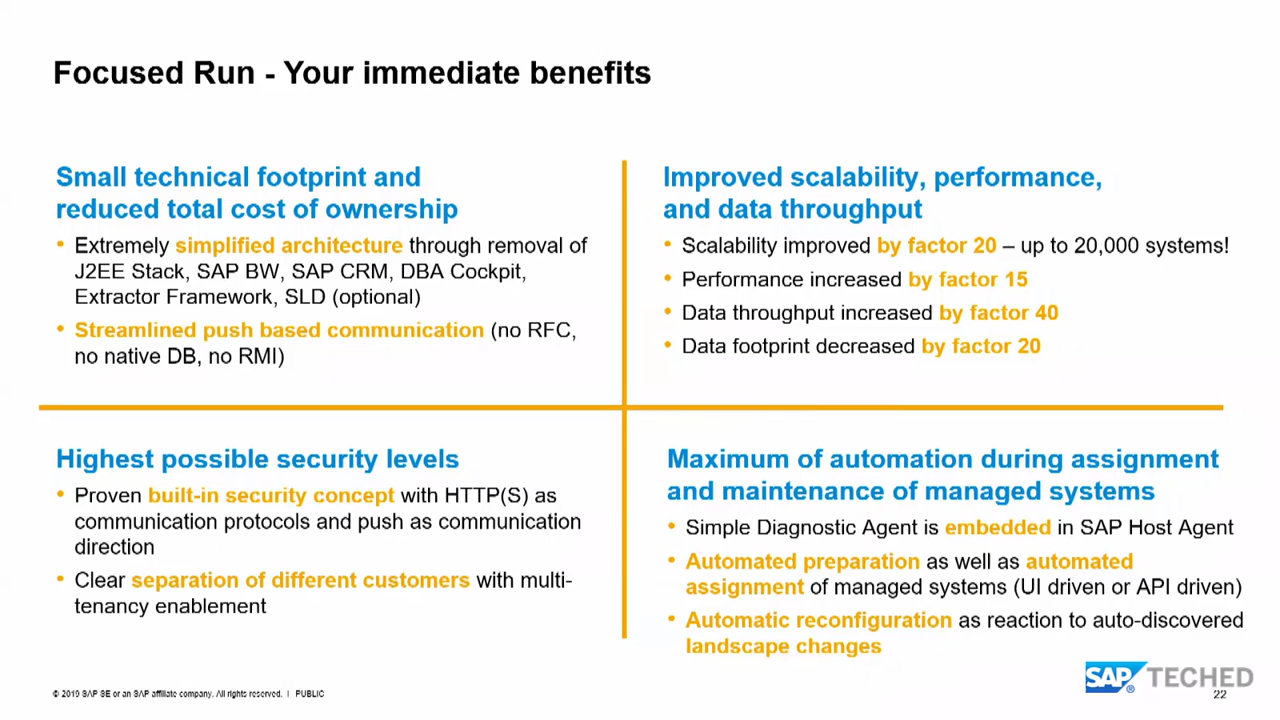 Focused Run - Your immediate benefits
Small technical footprint and
reduced total cost of ownership
• Extremely simplified architecture through removal of
J2EE Stack, SAP BW, SAP CRM, DBA Cockpit,
Extractor Framework, SLD (optional)
• Streamlined push based communication (no RFC,
no native DB, no RMI)
Improved scalability, performance,
and data throughput
• Scalability improved by factor 20 – up to 20,000 systems!
• Performance increased by factor 15
• Data throughput increased by factor 40
• Data footprint decreased by factor 20
Highest possible security levels
• Proven built-in security concept with HTTP(S) as
communication protocols and push as communication
direction
• Clear separation of different customers with multi-
tenancy enablement
Maximum of automation during assignment
and maintenance of managed systems
• Simple Diagnostic Agent is embedded in SAP Host Agent
• Automated preparation as well as automated
assignment of managed systems (UI driven or API driven)
• Automatic reconfiguration as reaction to auto-discovered
landscape changes
© 2019 SAP SE or an SAP affiliate company. All rights reserved. | PUBLIC
SAP® TECHED
22